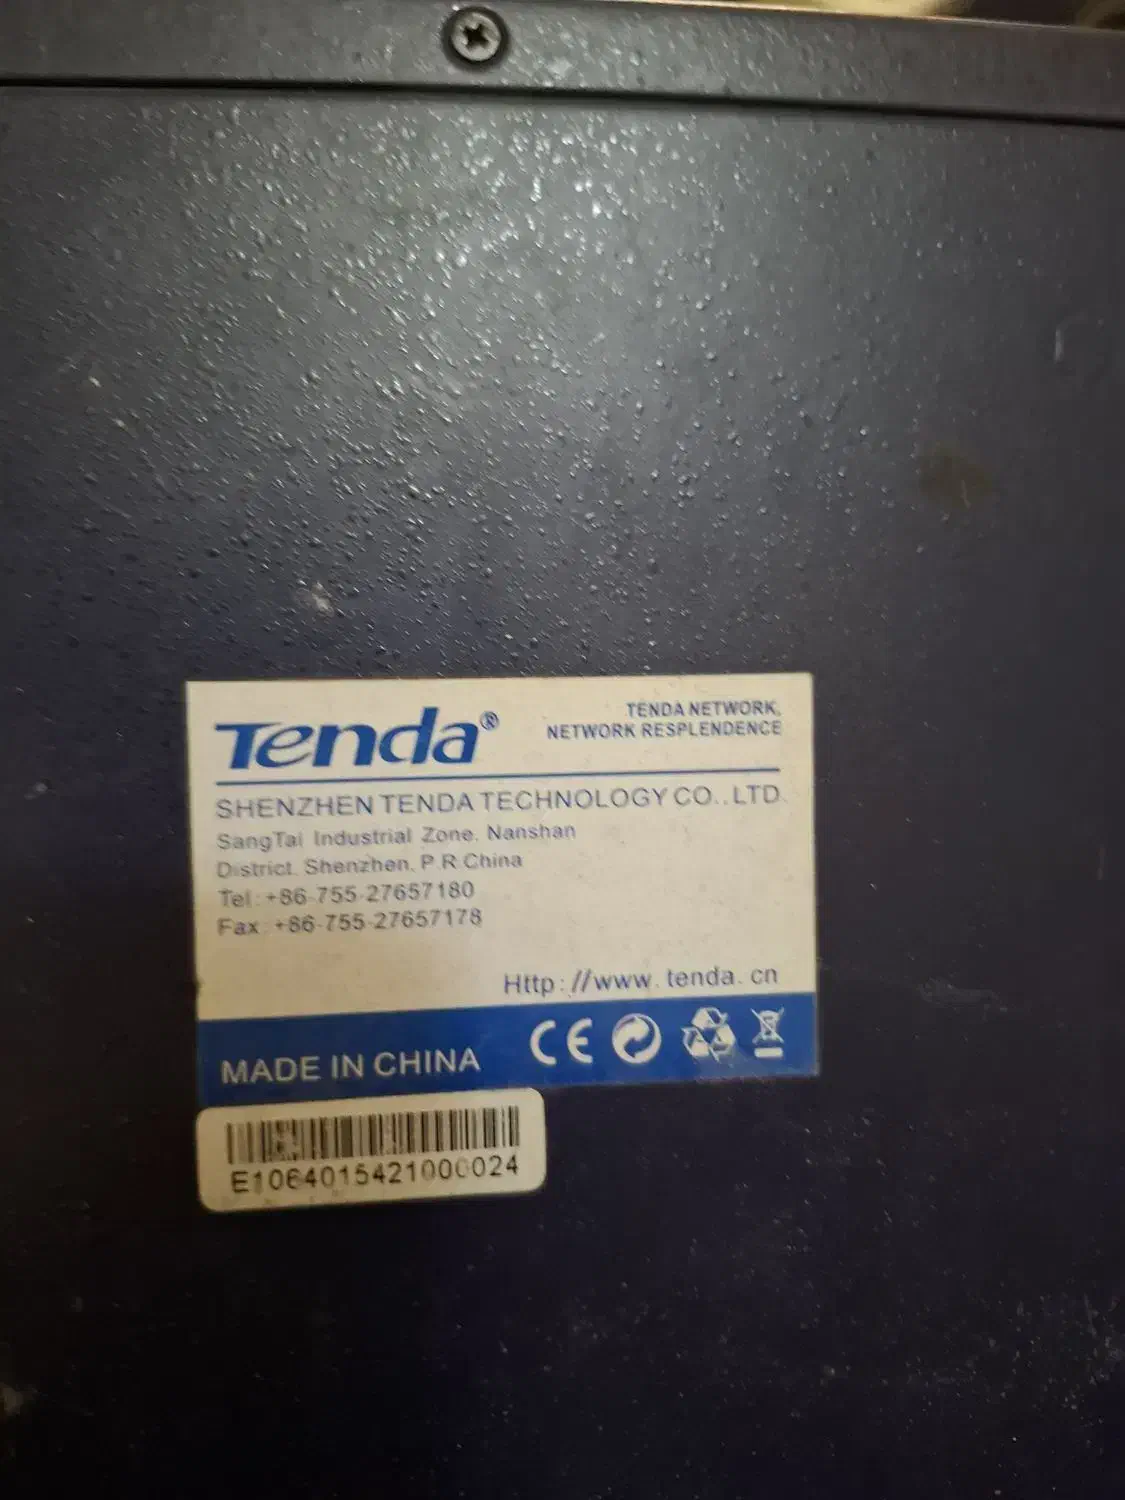 Tenda®
TENDA NETWORK,
NETWORK RESPLENDENCE
SHENZHEN TENDA TECHNOLOGY CO.,LTD.
SangTai Industrial Zone, Nanshan
District, Shenzhen, P.R.China
Tel:+86-755-27657180
Fax:+86-755-27657178
Http://www.tenda.cn
MADE IN CHINA
CE
E1064015421000024